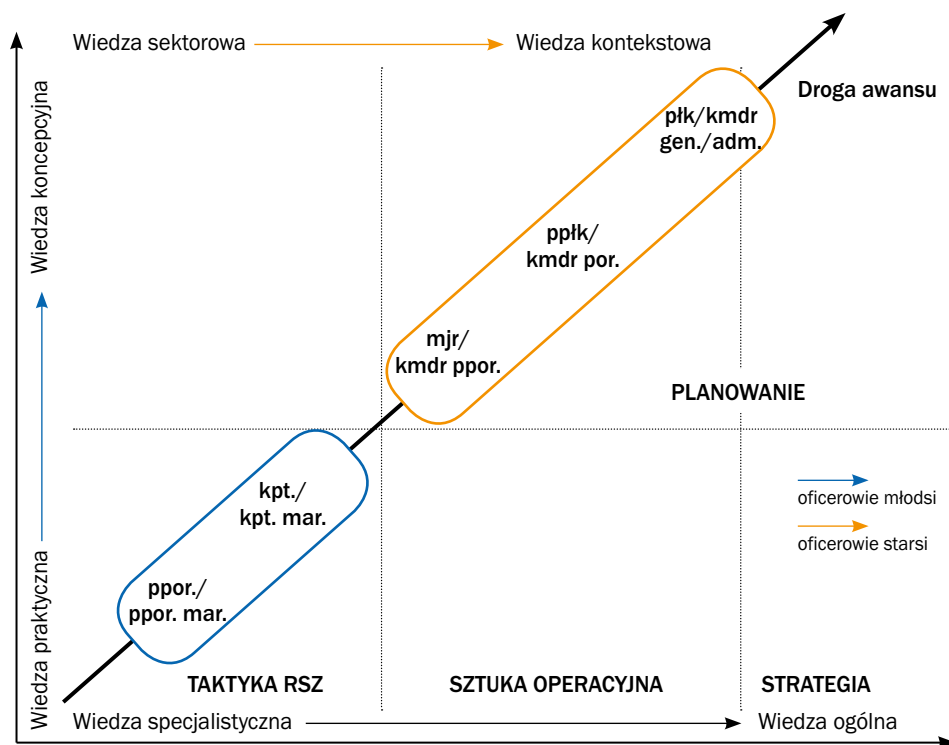 Wiedza sektorowa
Wiedza kontekstowa
Droga awansu
Wiedza koncepcyjna
płk/kmdr
gen./adm.
ppłk/
kmdr por.
mjr/
kmdr ppor.
PLANOWANIE
kpt./
kpt. mar.
oficerowie młodsi
oficerowie starsi
ppor./
ppor. mar.
Wiedza praktyczna
TAKTYKA RSZ
SZTUKA OPERACYJNA
STRATEGIA
Wiedza specjalistyczna
Wiedza ogólna